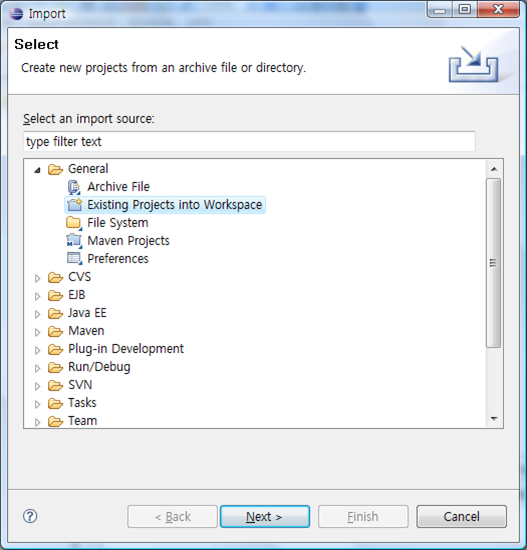 Import
Select
Create new projects from an archive file or directory.
Select an import source:
type filter text
General
Archive File
Existing Projects into Workspace
File System
Maven Projects
Preferences
CVS
EJB
Java EE
Maven
Plug-in Development
Run/Debug
SVN
Tasks
Team
?
< Back
Next >
Finish
Cancel